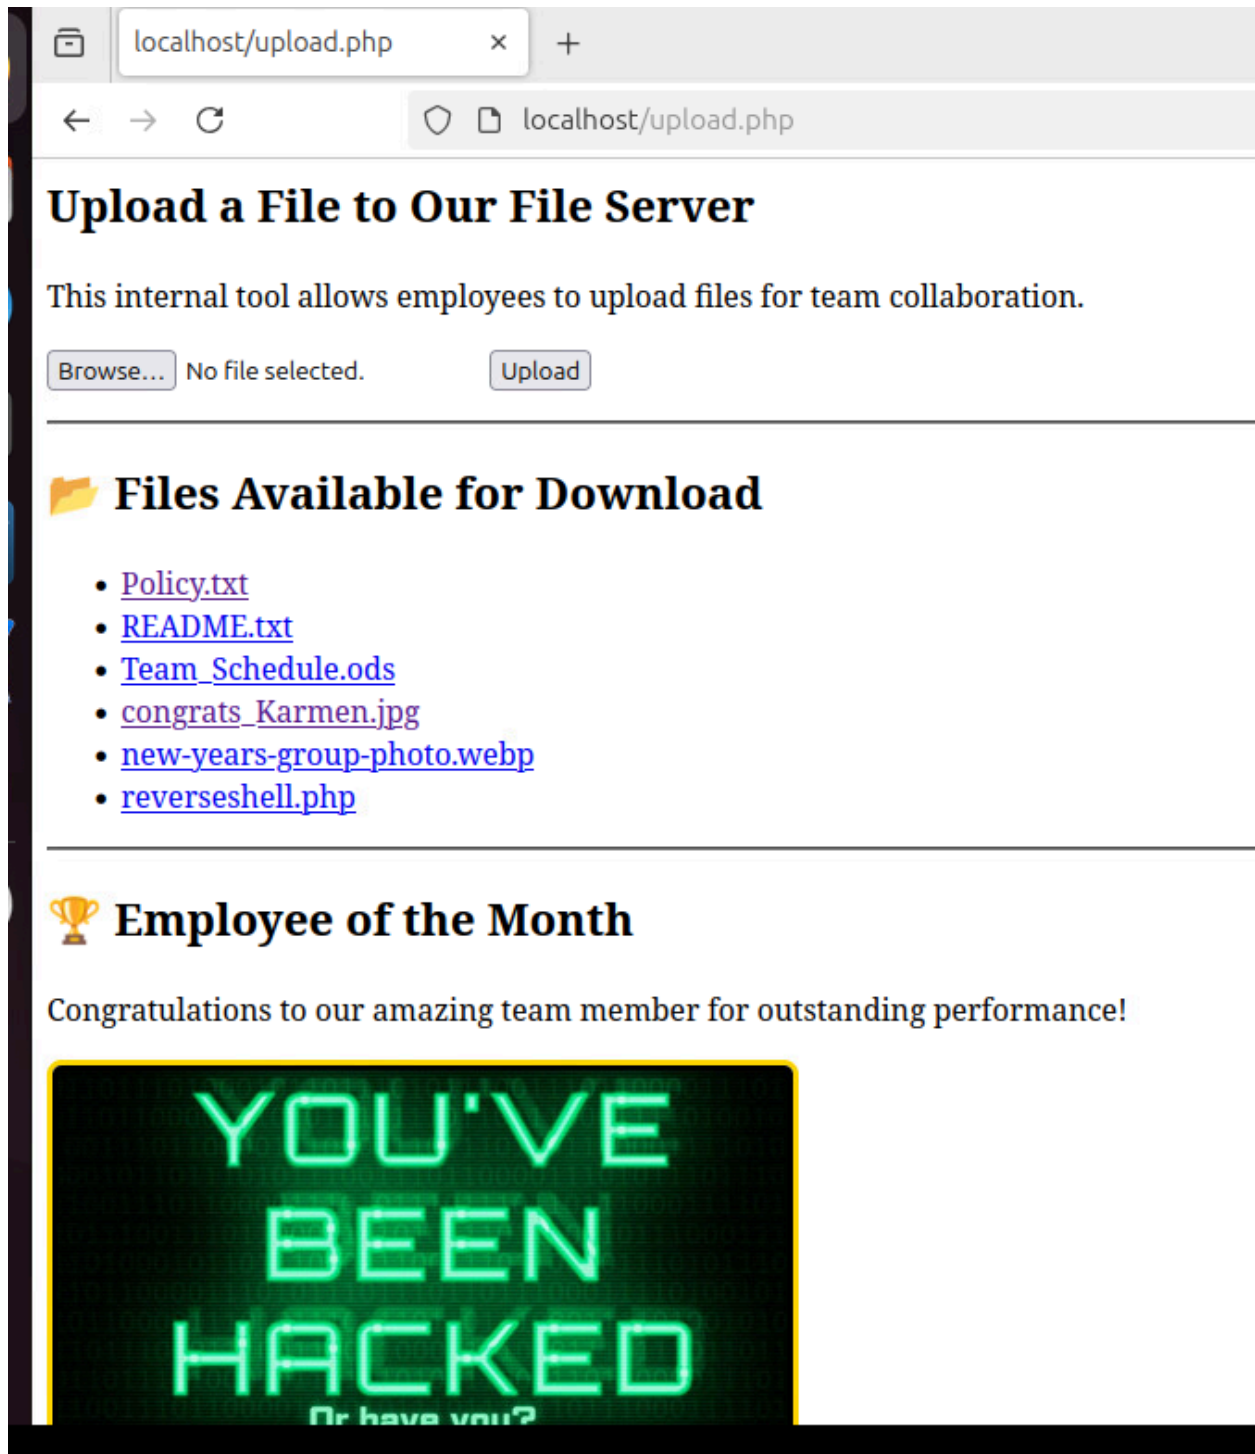 localhost/upload.php
localhost/upload.php
Upload a File to Our File Server
This internal tool allows employees to upload files for team collaboration.
Browse... No file selected. Upload
Files Available for Download
Policy.txt
README.txt
Team_Schedule.ods
congrats_Karmen.jpg
new-years-group-photo.webp
reverseshell.php
Employee of the Month
Congratulations to our amazing team member for outstanding performance!
YOU'VE
BEEN
HACKED
Or have you?